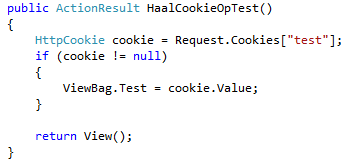 public ActionResult HaalCookieOpTest()
{
    HttpCookie cookie = Request.Cookies["test"];
    if (cookie != null)
    {
        ViewBag.Test = cookie.Value;
    }

    return View();
}